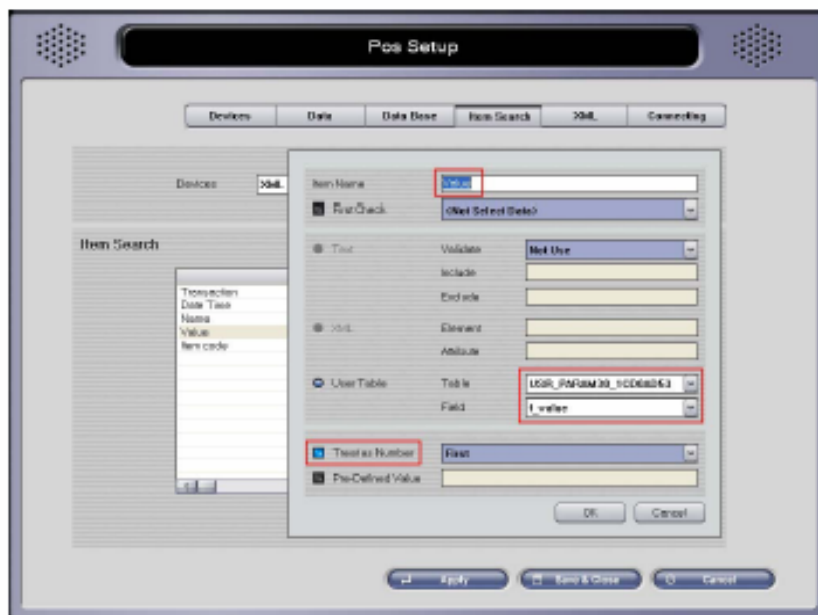 Pos Setup
Devices Data Data Base Item Search XML Connecting
Devices XML
Item Name Value
First Check <Not Select Data>
Item Search
Text Validate Not Use
Include
Exclude
XML Element
Attribute
User Table Table
Field f_value
Treat as Number First
Pre-Defined Value
Transaction
Date Time
Name
Value
Item code
OK Cancel
Apply Save & Close Cancel